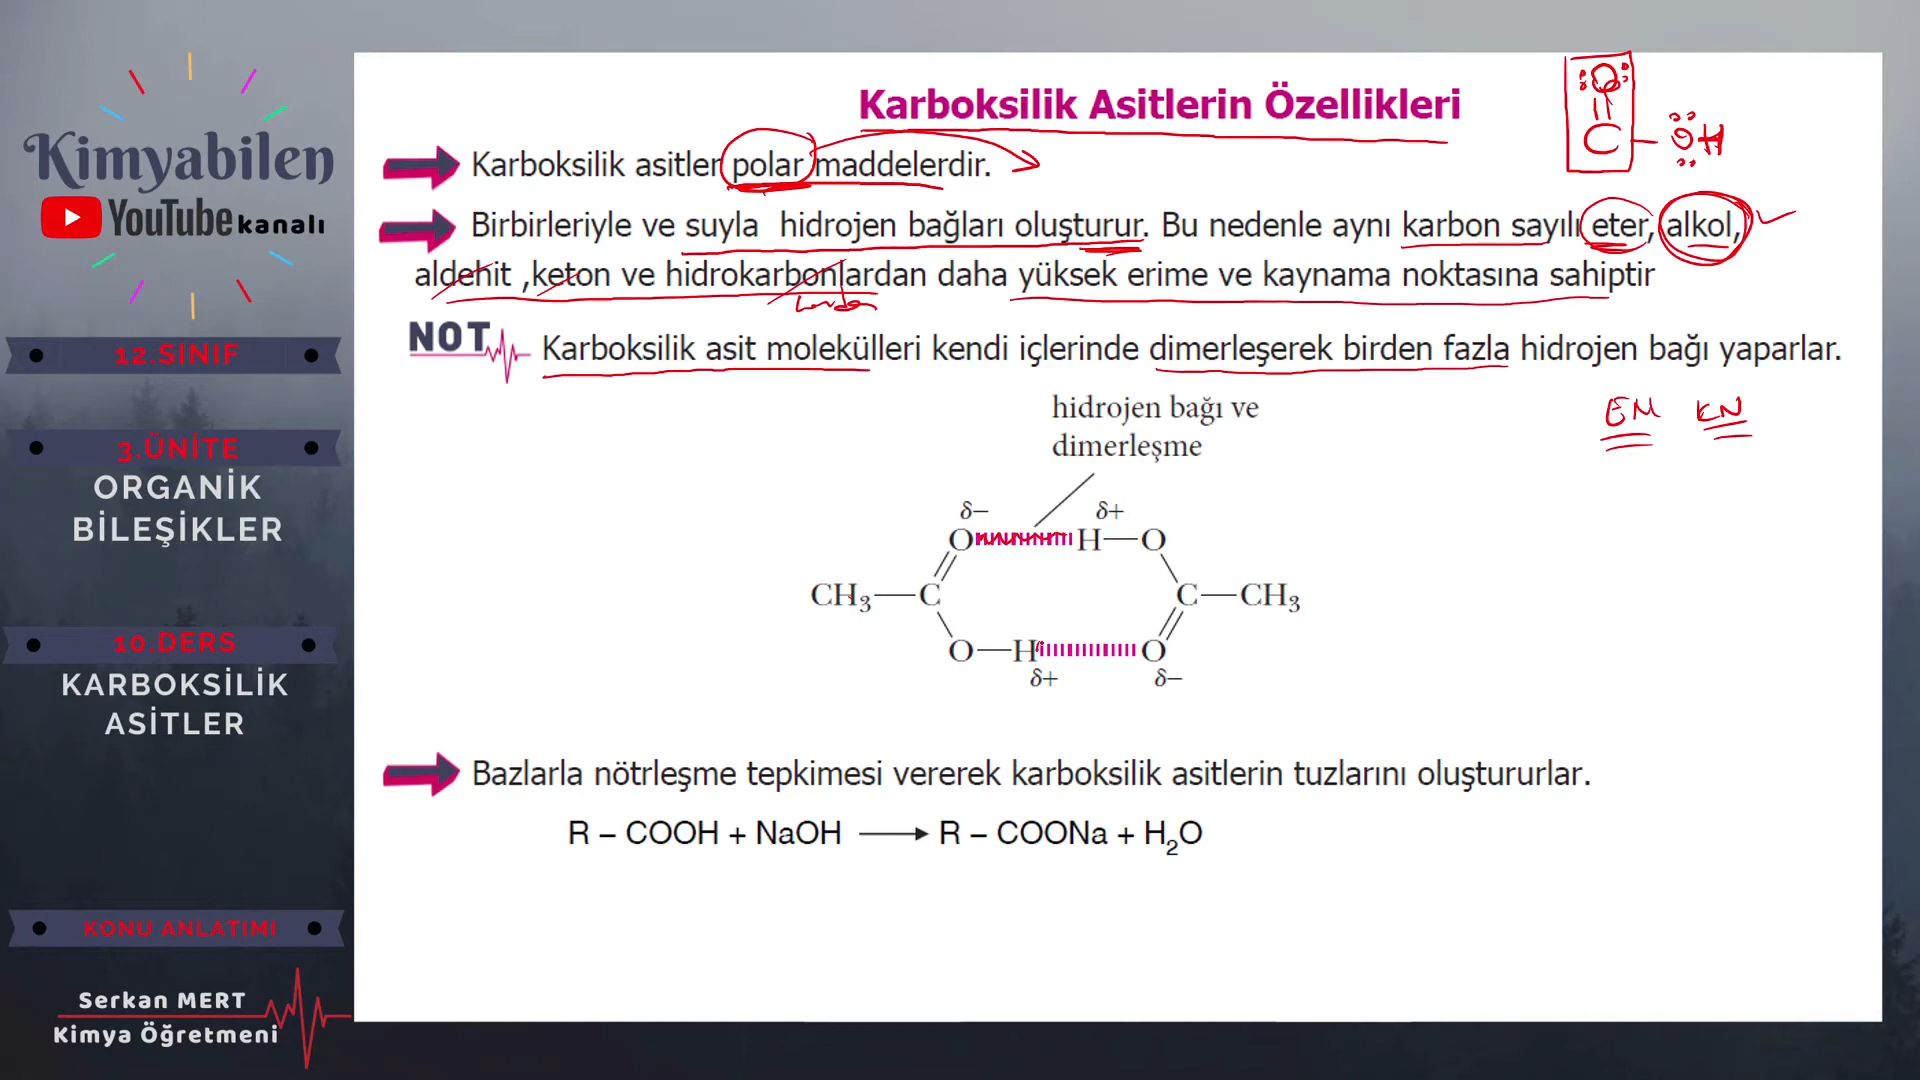 Kimyabilen
YouTube kanalı
12.SINIF
3.ÜNİTE
ORGANİK
BİLEŞİKLER
10.DERS
KARBOKSİLİK
ASİTLER
KONU ANLATIMI
Serkan MERT
Kimya Öğretmeni
Karboksilik Asitlerin Özellikleri
O
C
OH
Karboksilik asitler polar maddelerdir.
Birbirleriyle ve suyla hidrojen bağları oluşturur. Bu nedenle aynı karbon sayılı eter, alkol,
aldehit ,keton ve hidrokarbonlardan daha yüksek erime ve kaynama noktasına sahiptir
NOT
Karboksilik asit molekülleri kendi içlerinde dimerleşerek birden fazla hidrojen bağı yaparlar.
EN KN
hidrojen bağı ve
dimerleşme
δ− δ+
O H—O
CH₃—C C—CH₃
O—H O
δ+ δ−
Bazlarla nötrleşme tepkimesi vererek karboksilik asitlerin tuzlarını oluştururlar.
R – COOH + NaOH → R – COONa + H₂O